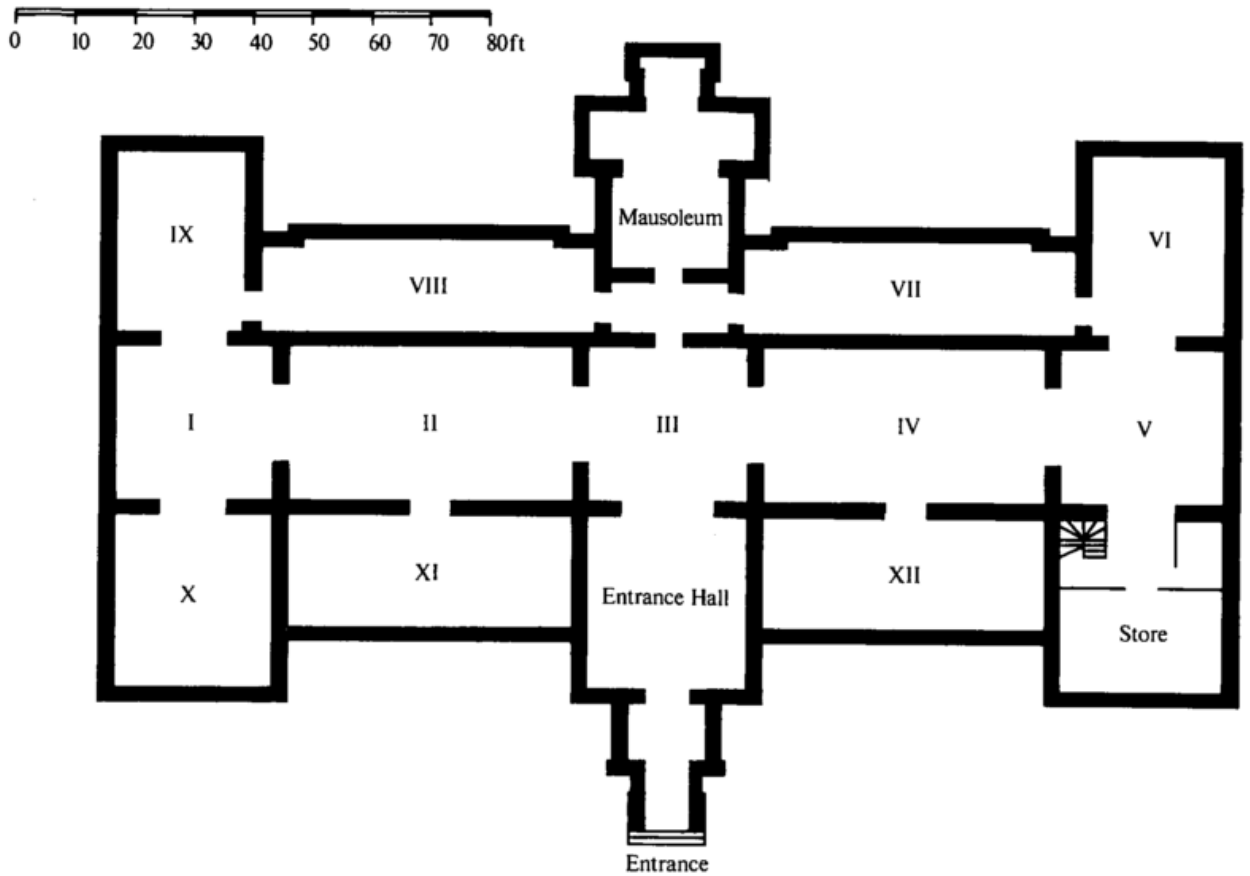 0 10 20 30 40 50 60 70 80ft
Mausoleum
IX
VI
VIII
VII
I
II
III
IV
V
X
XI
Entrance Hall
XII
Store
Entrance